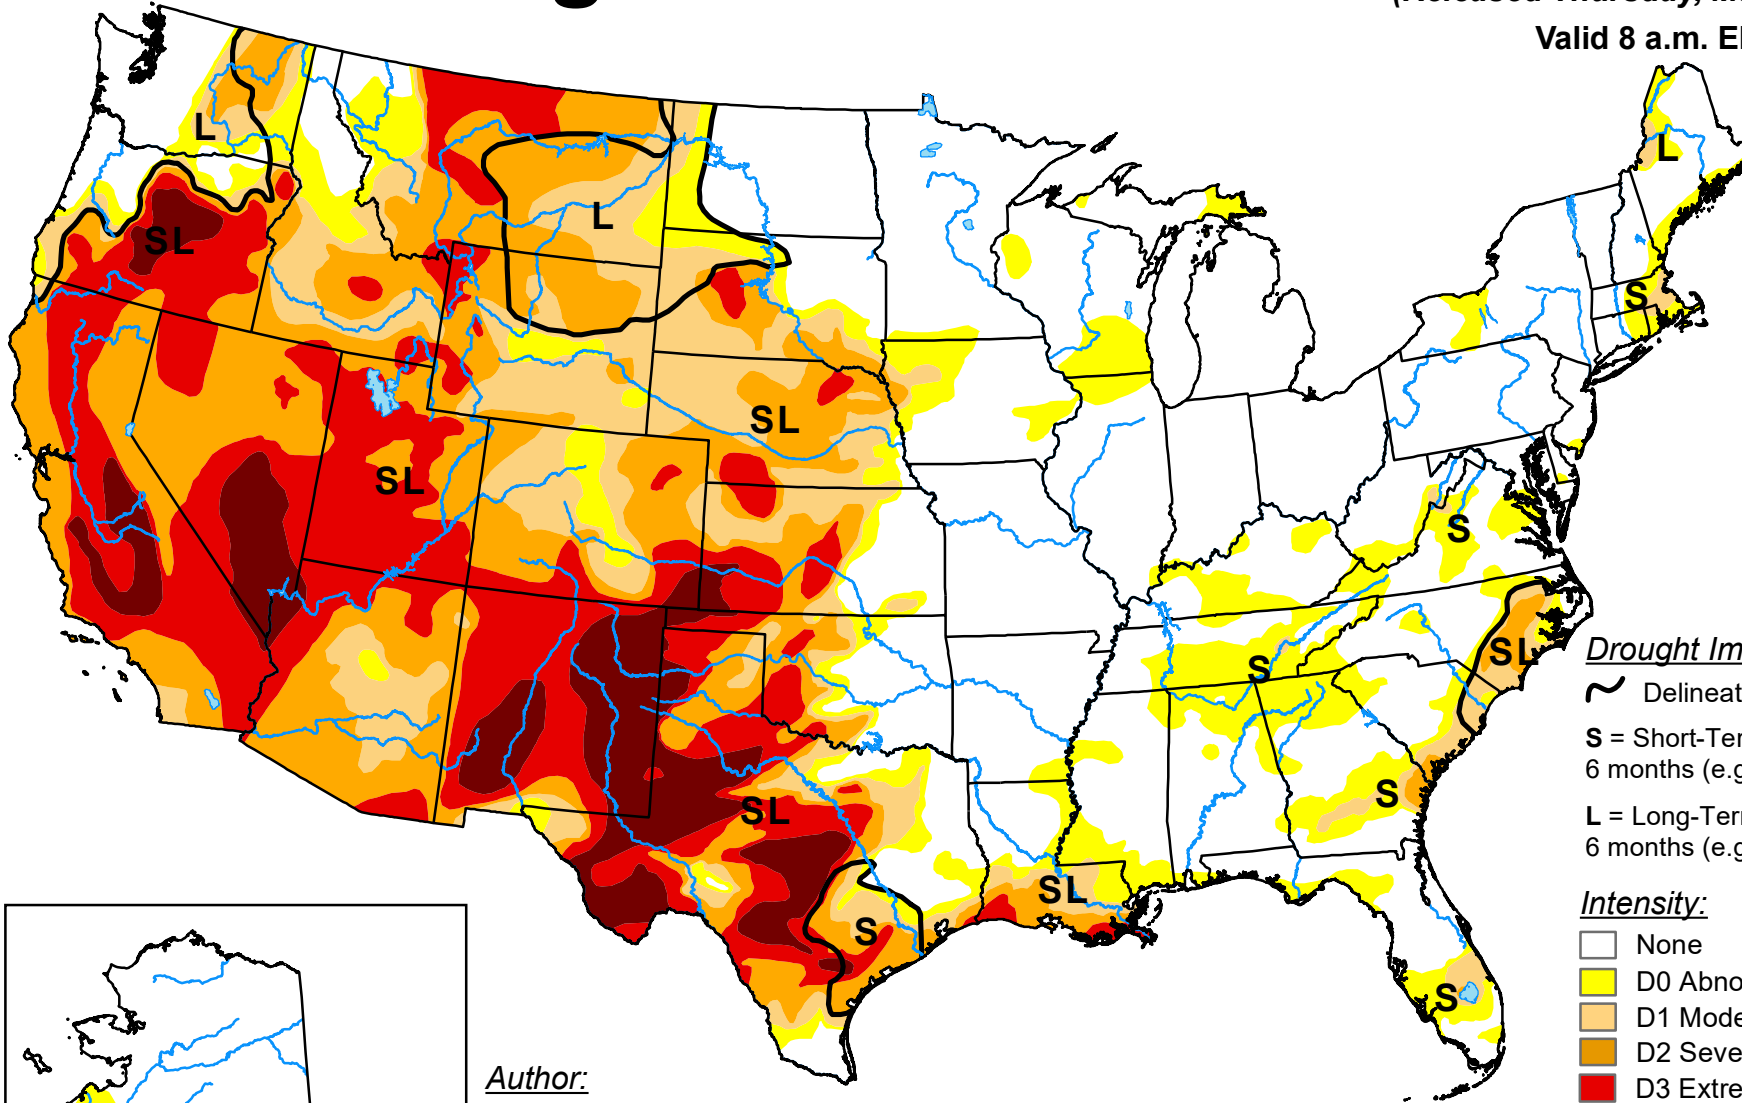 Valid 8 a.m. E
L
L
L
SL
S
SL
SL
S
S
SL
SL
S
SL
S
S
Drought Im
Delineat
S = Short-Ter
6 months (e.g
L = Long-Ter
6 months (e.g
Intensity:
None
D0 Abno
D1 Mode
D2 Seve
D3 Extre
Author: